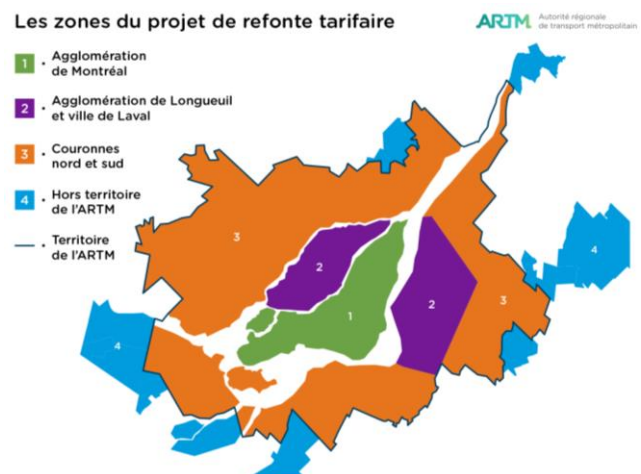 Les zones du projet de refonte tarifaire
ARTM
Autorité régionale
de transport métropolitain
1 • Agglomération
de Montréal
2 • Agglomération de Longueuil
et ville de Laval
3 • Couronnes
nord et sud
4 • Hors territoire
de l'ARTM
• Territoire
de l'ARTM
3
4
2
2
3
1
4